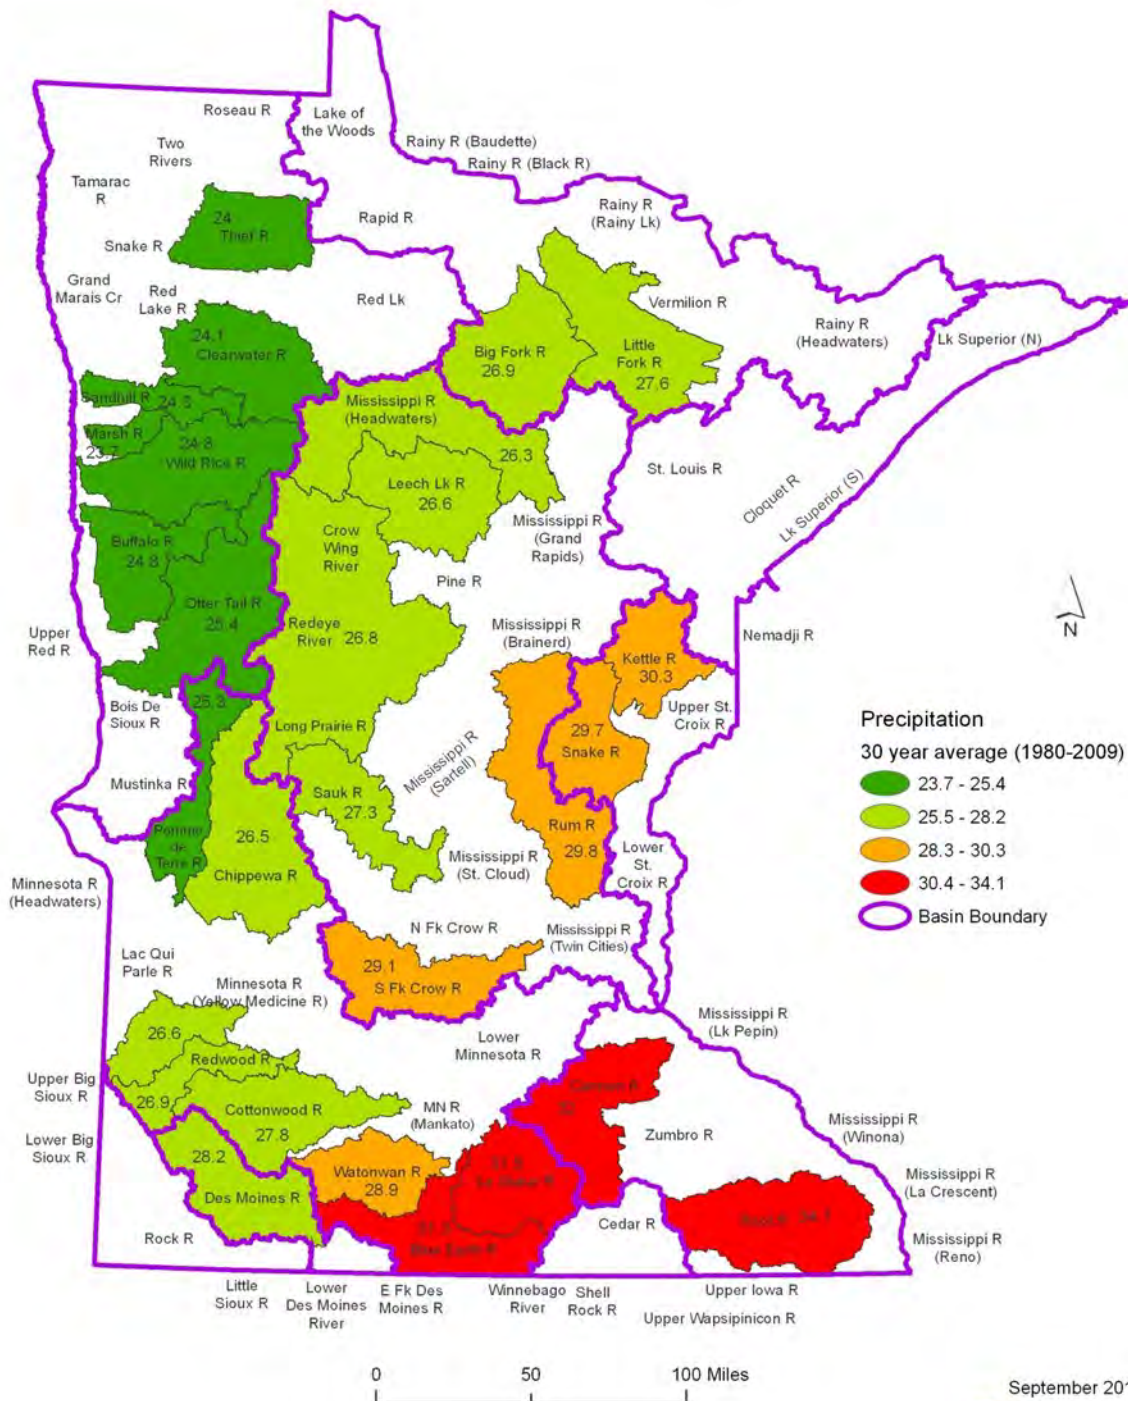 Roseau R
Lake of
the Woods
Two
Rivers
Rainy R (Baudette)
Rainy R (Black R)
Tamarac
R
24
Thief R
Rapid R
Rainy R
(Rainy Lk)
Snake R
Grand
Marais Cr
Red
Lake R
Red Lk
Vermilion R
Rainy R
(Headwaters)
Lk Superior (N)
24.1
Clearwater R
Big Fork R
26.9
Little
Fork R
27.6
Sandhill R
Mississippi R
(Headwaters)
Marsh R
23.7
24.8
Wild Rice R
26.3
Leech Lk R
26.6
St. Louis R
Cloquet R
Lk Superior (S)
Mississippi R
(Grand
Rapids)
Buffalo R
24.8
Crow
Wing
River
Pine R
Otter Tail R
25.4
Redeye
River
26.8
Mississippi R
(Brainerd)
Upper
Red R
Nemadji R
Kettle R
30.3
25.3
Bois De
Sioux R
Upper St.
Croix R
Long Prairie R
29.7
Snake R
Mississippi R
(Sartell)
Mustinka R
Sauk R
27.3
26.5
Chippewa R
Pomme
de
Terre R
Rum R
29.8
Mississippi R
(St. Cloud)
Lower
St.
Croix R
Minnesota R
(Headwaters)
N Fk Crow R
Mississippi R
(Twin Cities)
Lac Qui
Parle R
29.1
S Fk Crow R
Minnesota R
(Yellow Medicine R)
Mississippi R
(Lk Pepin)
26.6
Redwood R
Lower
Minnesota R
Upper Big
Sioux R
26.9
Cottonwood R
27.8
MN R
(Mankato)
Zumbro R
Mississippi R
(Winona)
Lower Big
Sioux R
28.2
Des Moines R
Watonwan R
28.9
Mississippi R
(La Crescent)
Rock R
Cedar R
34.1
Mississippi R
(Reno)
Little
Sioux R
Lower
Des Moines
River
E Fk Des
Moines R
Winnebago
River
Shell
Rock R
Upper Iowa R
Upper Wapsipinicon R
N
Precipitation
30 year average (1980-2009)
23.7 - 25.4
25.5 - 28.2
28.3 - 30.3
30.4 - 34.1
Basin Boundary
0 50 100 Miles
September